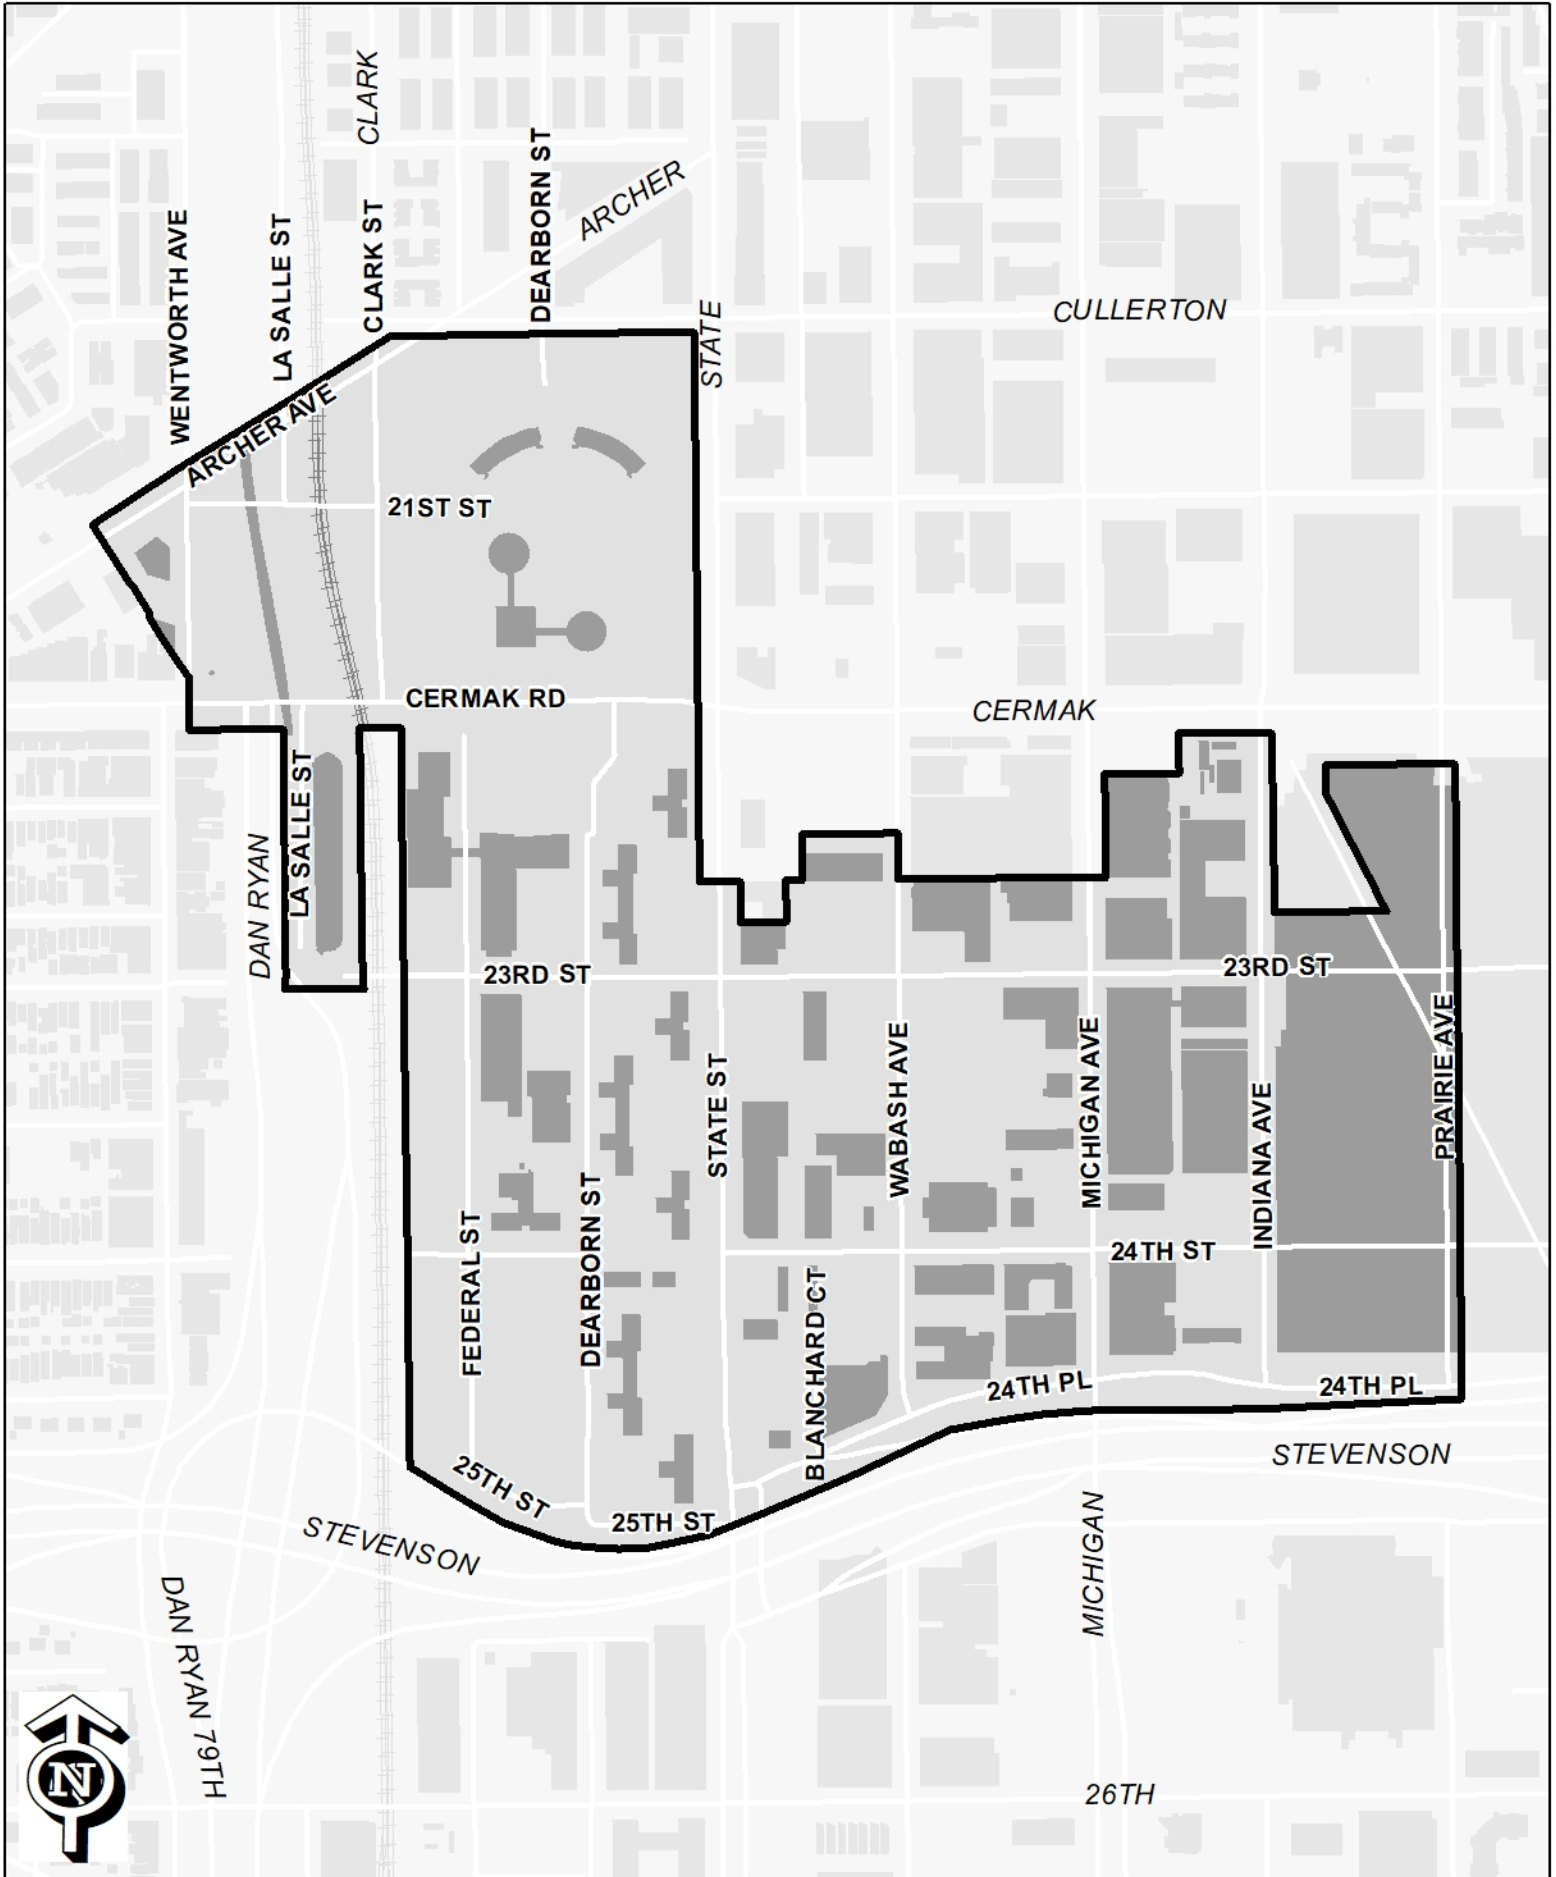 CLARK
DEARBORN ST
ARCHER
WENTWORTH AVE
LA SALLE ST
CLARK ST
STATE
CULLERTON
ARCHER AVE
21ST ST
CERMAK RD
CERMAK
LA SALLE ST
DAN RYAN
23RD ST
23RD ST
PRAIRIE AVE
WABASH AVE
MICHIGAN AVE
STATE ST
INDIANA AVE
DEARBORN ST
FEDERAL ST
24TH ST
BLANCHARD CT
24TH PL
24TH PL
STEVENSON
25TH ST
25TH ST
STEVENSON
MICHIGAN
DAN RYAN 79TH
N
26TH